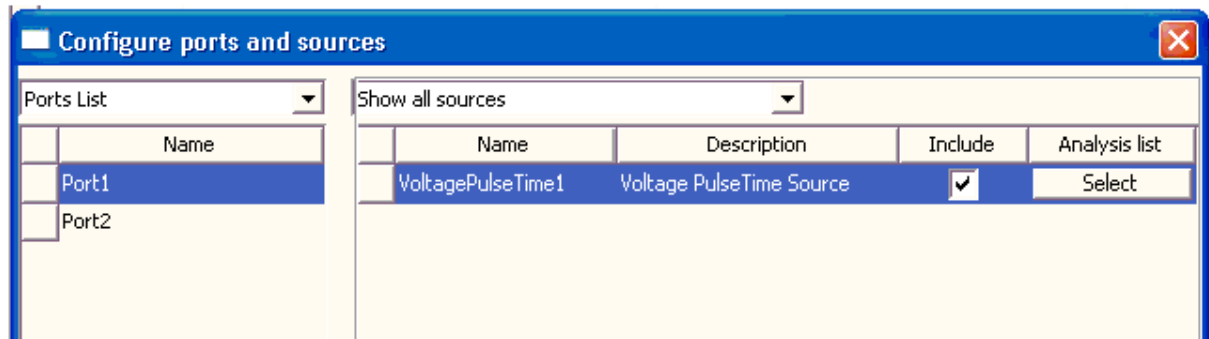 Configure ports and sources
Ports List
Show all sources
Name
Name Description Include Analysis list
Port1
VoltagePulseTime1 Voltage PulseTime Source Select
Port2